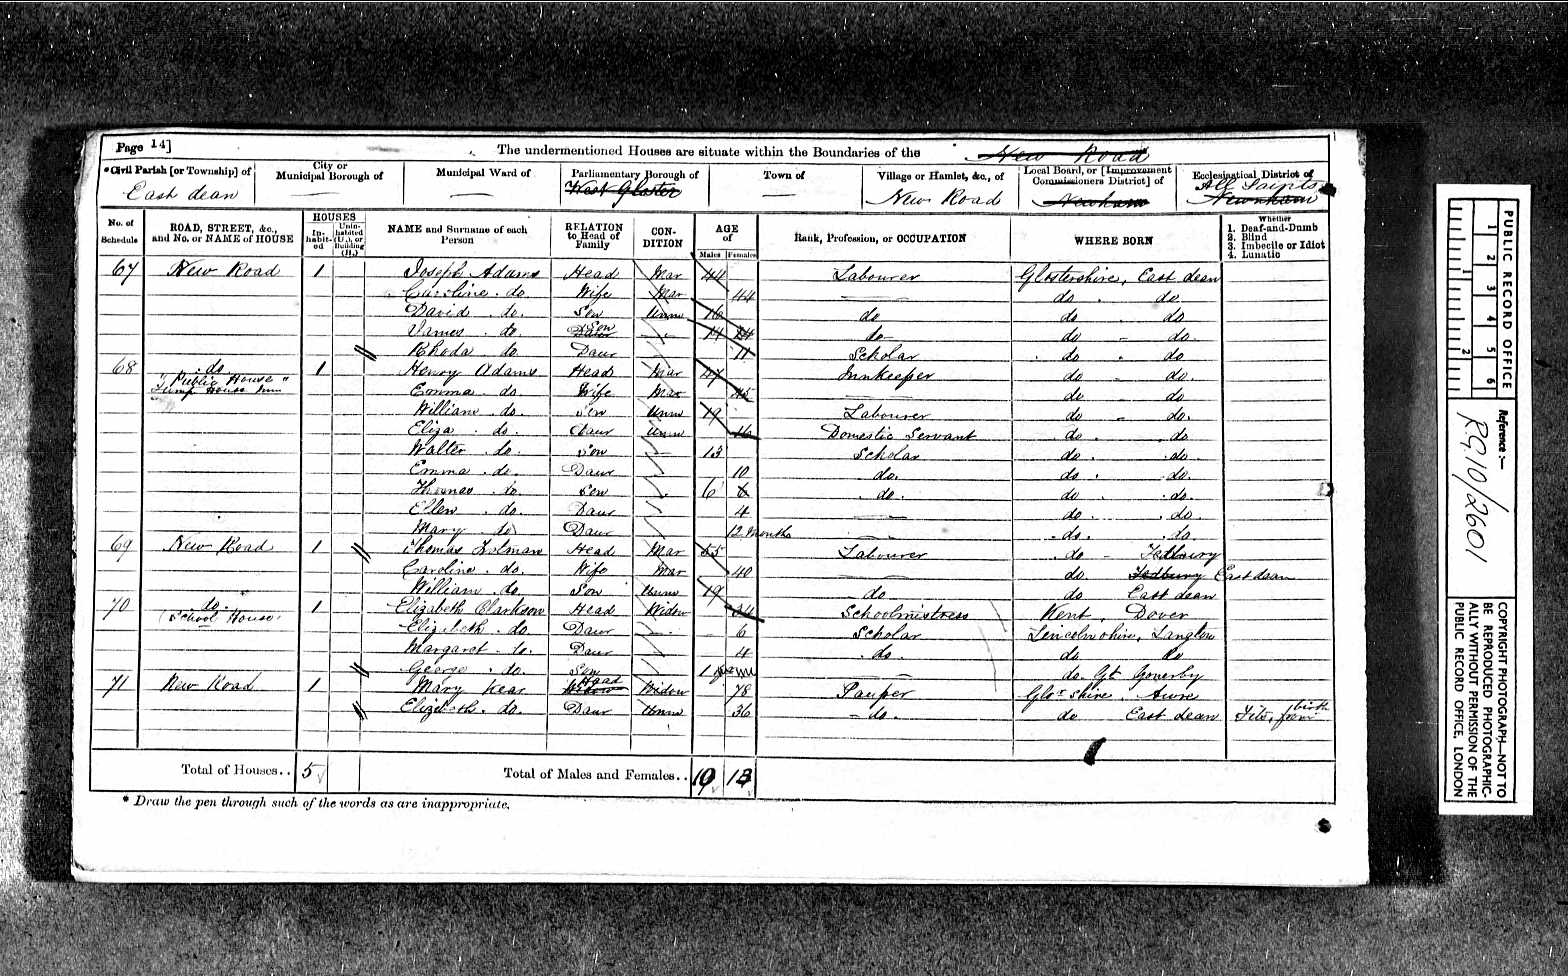 Page 14]
The undermentioned Houses are situate within the Boundaries of the New Road
*Civil Parish [or Township] of
City or Municipal Borough of
Municipal Ward of
Parliamentary Borough of
Town of
Village or Hamlet, &c., of
Local Board, or [Improvement Commissioners District] of
Ecclesiastical District of
East dean
West Gloster
New Road
Newnham
All Saints
Newnham
No. of Schedule
ROAD, STREET, &c., and No. or NAME of HOUSE
HOUSES
In-habit-ed
Unin-habited (U.), or Building (B.)
NAME and Surname of each Person
RELATION to Head of Family
CON-DITION
AGE of
Males
Females
Rank, Profession, or OCCUPATION
WHERE BORN
Whether
1. Deaf-and-Dumb
2. Blind
3. Imbecile or Idiot
4. Lunatic
67 New Road 1 Joseph Adams Head Mar 44 Labourer Glostershire, East dean
Caroline do. Wife Mar 44 do do.
David do. Son Unm 16 do do do
James do. Son 14 do do do.
Rhoda do. Daur 11 Scholar do do
68 do 1 Henry Adams Head Mar 47 Innkeeper do do.
"Public House"
House Inn
Emma do. Wife Mar 45 do do
William do. Son Unm 19 Labourer do do.
Eliza do. Daur Unm 16 Domestic Servant do do
Walter do. Son 13 Scholar do do
Emma do. Daur 10 do. do do.
Thomas do. Son 6 do. do do.
Ellen do. Daur 4 do do.
Mary do Daur 12 Months do. do.
69 New Road 1 Thomas Head Mar 55 Labourer do Tedbury
Caroline do. Wife Mar 40 do. Tedbury East dean
William do. Son Unm 19 do do East dean
70 do. 1 Elizabeth Clarkson Head Widow 34 Schoolmistress Kent, Dover
(School House)
Elizabeth do. Daur 6 Scholar Lincolnshire, Langton
Margaret do. Daur 4 do. do do
George do. Son 1 do. Gt Gonerby
71 New Road 1 Mary Kear Head Widow 78 Pauper Glos shire Awre
Elizabeth do. Daur Unm 36 do. do East dean Fits, from birth
Total of Houses.. 5
Total of Males and Females.. 10 13
* Draw the pen through such of the words as are inappropriate.
PUBLIC RECORD OFFICE
1 2 3 4 5 6
1 2
Reference :—
RG10/2601
COPYRIGHT PHOTOGRAPH—NOT TO BE REPRODUCED PHOTOGRAPHICALLY WITHOUT PERMISSION OF THE PUBLIC RECORD OFFICE, LONDON